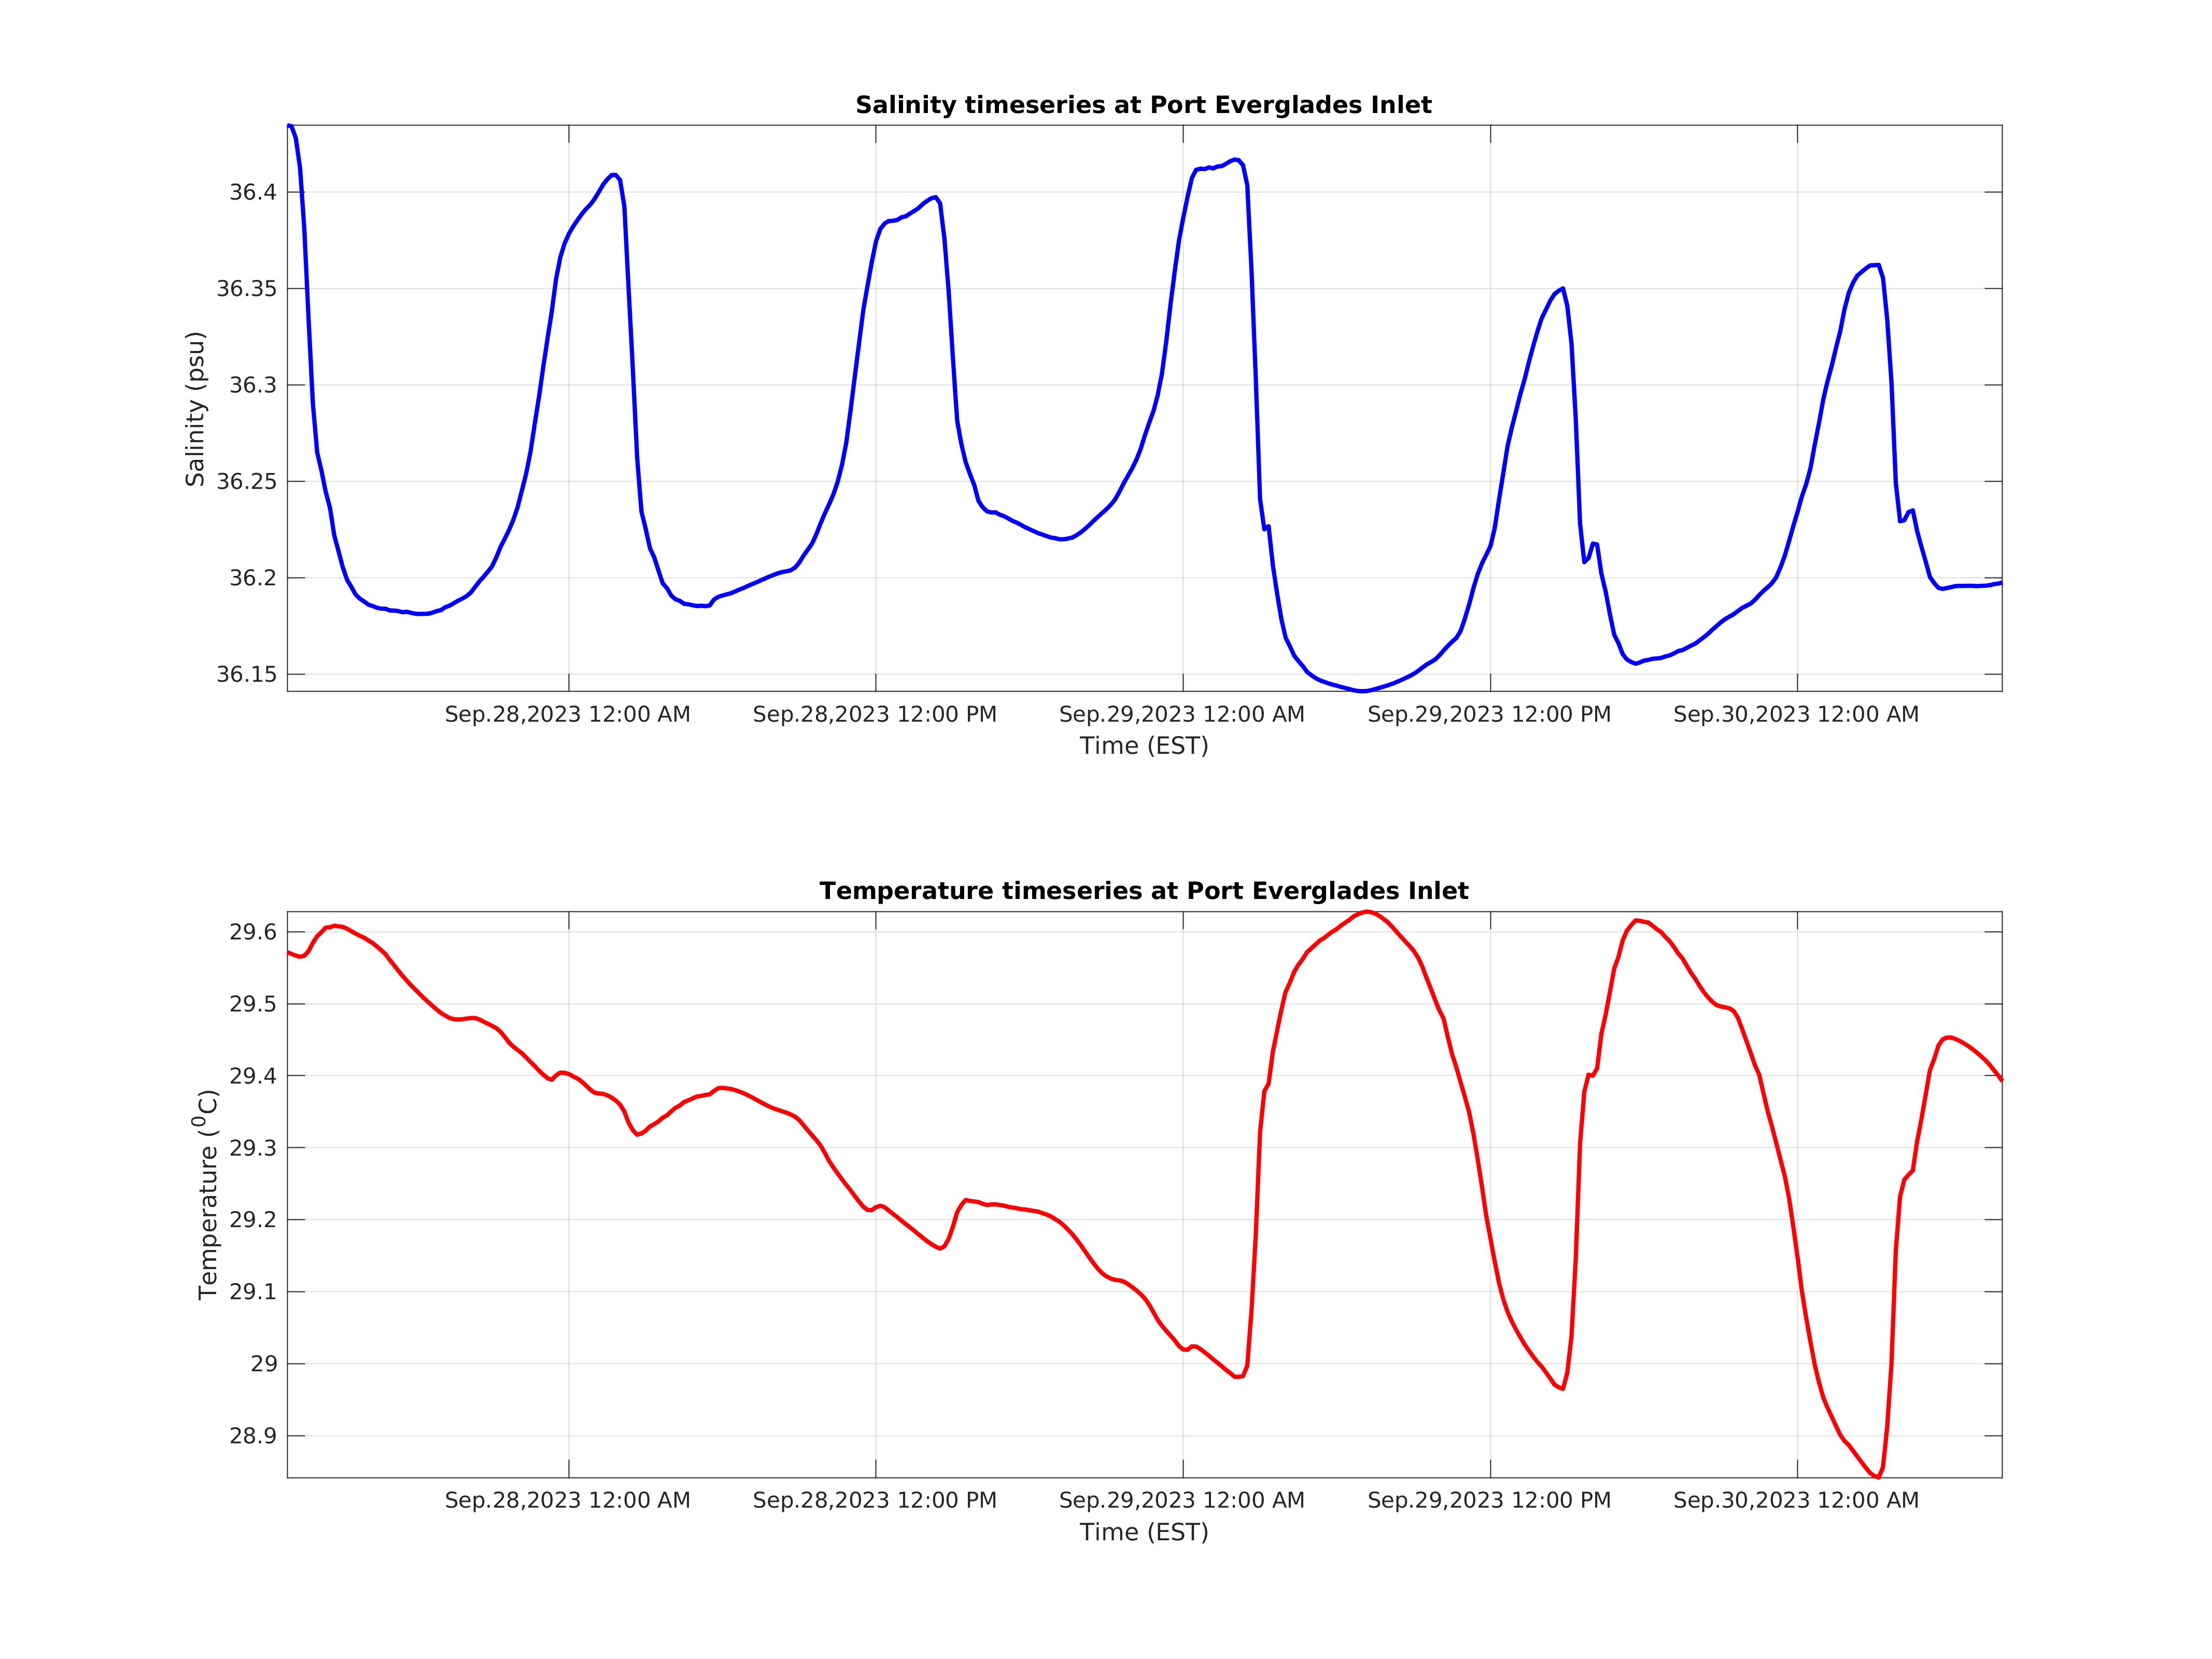 Salinity timeseries at Port Everglades Inlet
Salinity (psu)
36.4
36.35
36.3
36.25
36.2
36.15
Sep.28,2023 12:00 AM
Sep.28,2023 12:00 PM
Sep.29,2023 12:00 AM
Sep.29,2023 12:00 PM
Sep.30,2023 12:00 AM
Time (EST)
Temperature timeseries at Port Everglades Inlet
Temperature (⁰C)
29.6
29.5
29.4
29.3
29.2
29.1
29
28.9
Sep.28,2023 12:00 AM
Sep.28,2023 12:00 PM
Sep.29,2023 12:00 AM
Sep.29,2023 12:00 PM
Sep.30,2023 12:00 AM
Time (EST)